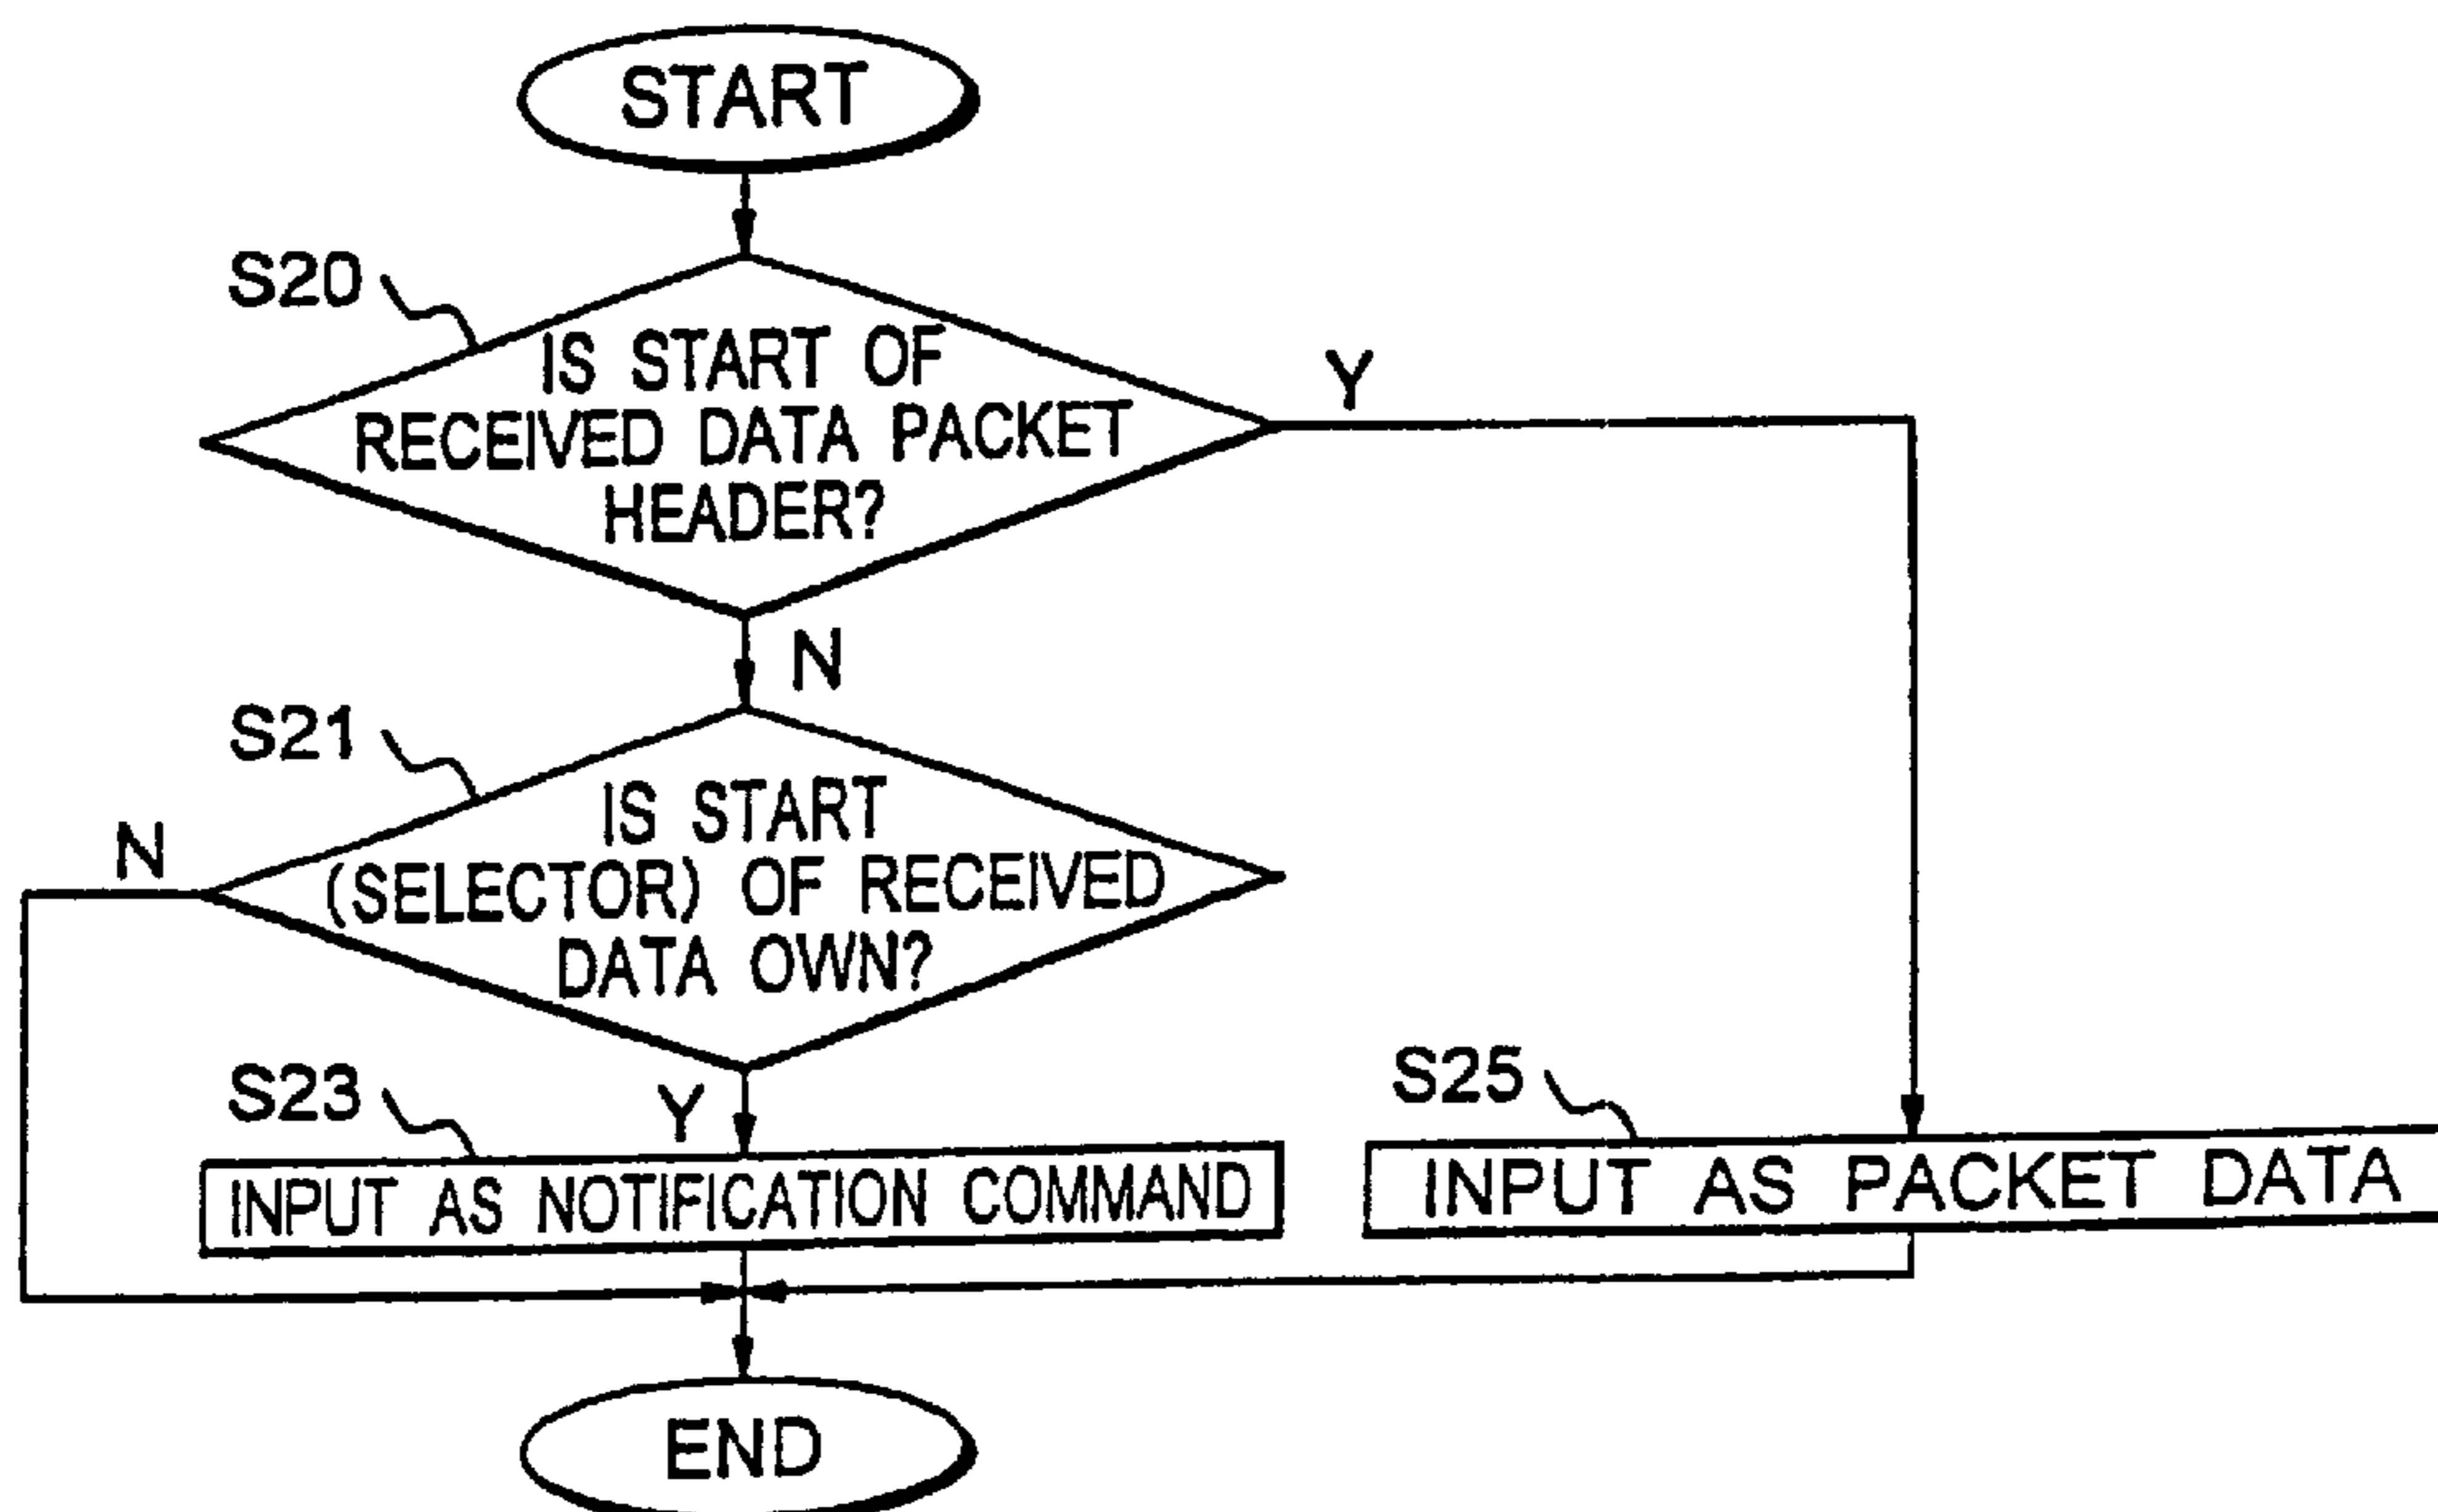 START
S20
IS START OF
RECEIVED DATA PACKET
HEADER?
Y
N
S21
IS START
(SELECTOR) OF RECEIVED
DATA OWN?
N
Y
S23
INPUT AS NOTIFICATION COMMAND
S25
INPUT AS PACKET DATA
END